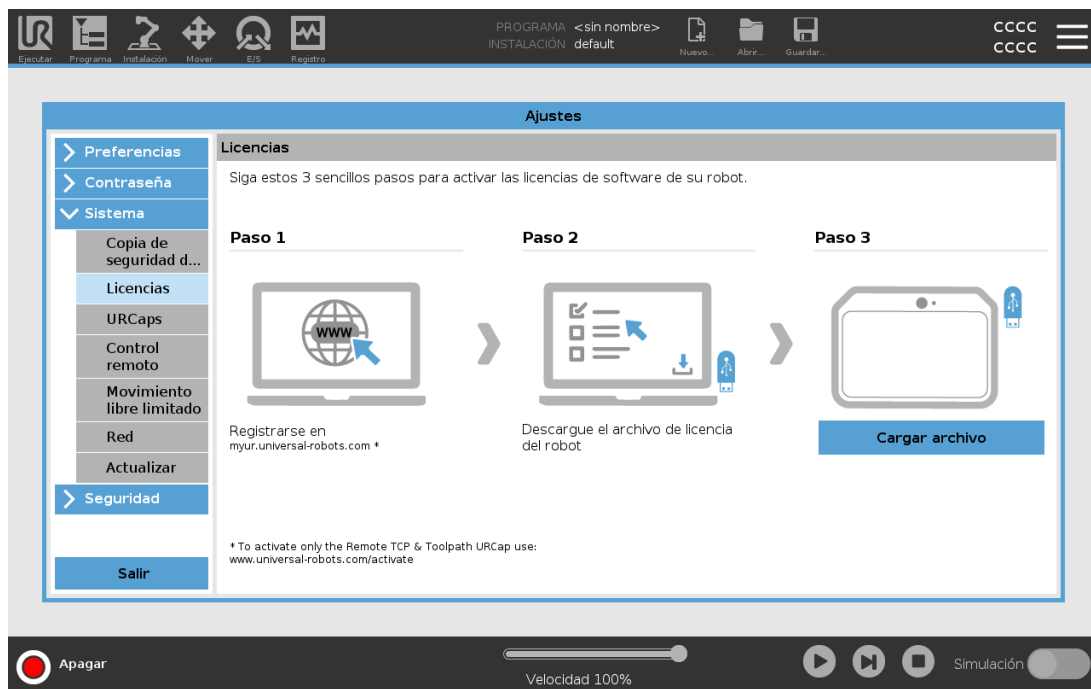 PROGRAMA <sin nombre>
INSTALACIÓN default
CCCC
CCCC
Ejecutar Programa Instalación Mover E/S Registro
Nuevo... Abrir... Guardar...
Ajustes
Preferencias
Contraseña
Sistema
Copia de
seguridad d...
Licencias
URCaps
Control
remoto
Movimiento
libre limitado
Red
Actualizar
Seguridad
Salir
Licencias
Siga estos 3 sencillos pasos para activar las licencias de software de su robot.
Paso 1
www
Registrarse en
myur.universal-robots.com *
Paso 2
Descargue el archivo de licencia
del robot
Paso 3
Cargar archivo
* To activate only the Remote TCP & Toolpath URCap use:
www.universal-robots.com/activate
Apagar
Velocidad 100%
Simulación